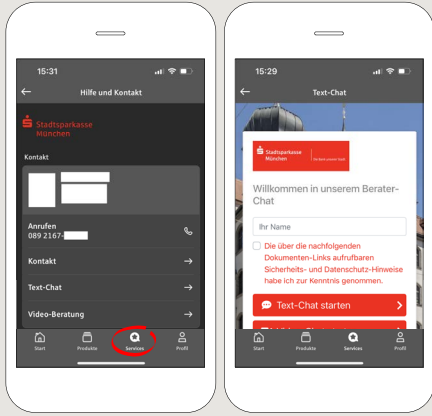 15:31
Hilfe und Kontakt
Stadtsparkasse
München
Kontakt
Anrufen
089 2167-
Kontakt
Text-Chat
Video-Beratung
Start
Produkte
Services
Profil
15:29
Text-Chat
Stadtsparkasse
München
Willkommen in unserem Berater-
Chat
Ihr Name
Die über die nachfolgenden
Dokumenten-Links aufrufbaren
Sicherheits- und Datenschutz-Hinweise
habe ich zur Kenntnis genommen.
Text-Chat starten
Start
Produkte
Services
Profil